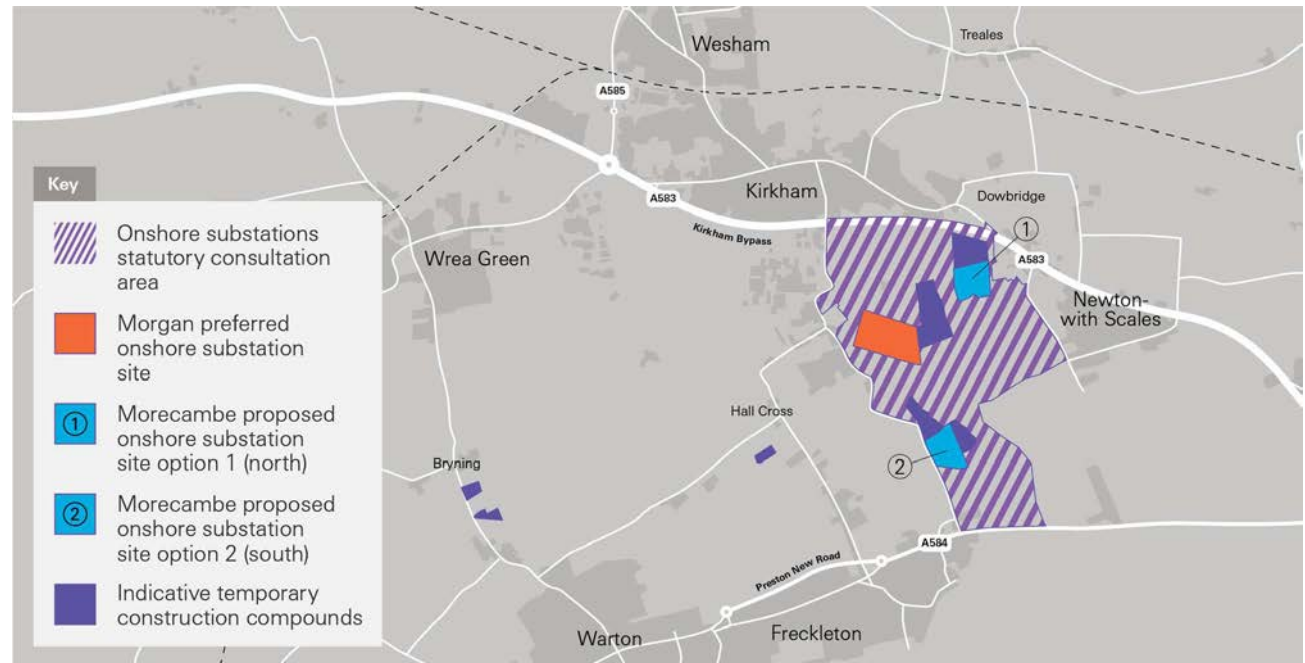 Wesham
Treales
A585
Key
Onshore substations
statutory consultation
area
Morgan preferred
onshore substation
site
①
Morecambe proposed
onshore substation
site option 1 (north)
②
Morecambe proposed
onshore substation
site option 2 (south)
Indicative temporary
construction compounds
Kirkham
Dowbridge
①
A583
Kirkham Bypass
Wrea Green
A583
Newton-
with Scales
Hall Cross
Bryning
②
A584
Preston New Road
Warton
Freckleton